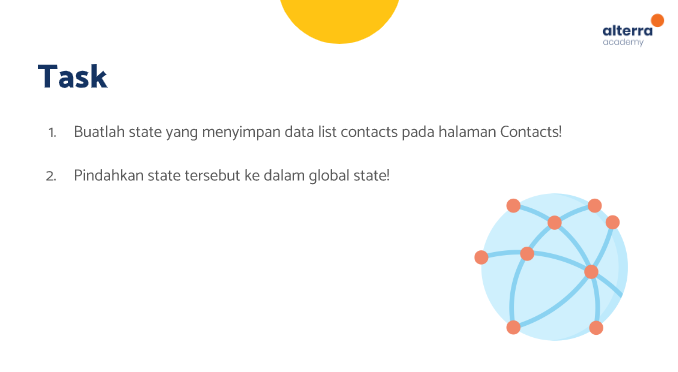 alterra
academy
Task
1. Buatlah state yang menyimpan data list contacts pada halaman Contacts!
2. Pindahkan state tersebut ke dalam global state!